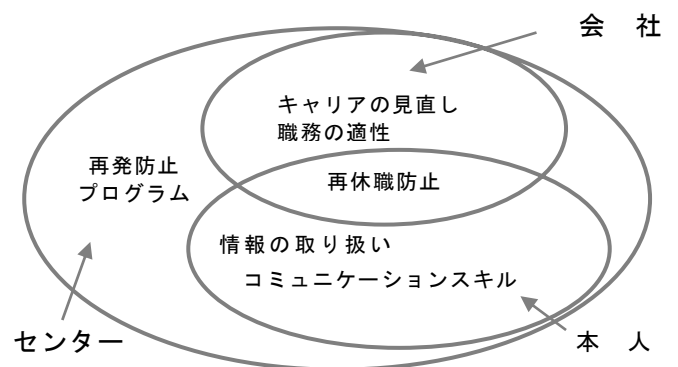 会 社
キャリアの見直し
職務の適性
再発防止
プログラム
再休職防止
情報の取り扱い
コミュニケーションスキル
センター
本 人